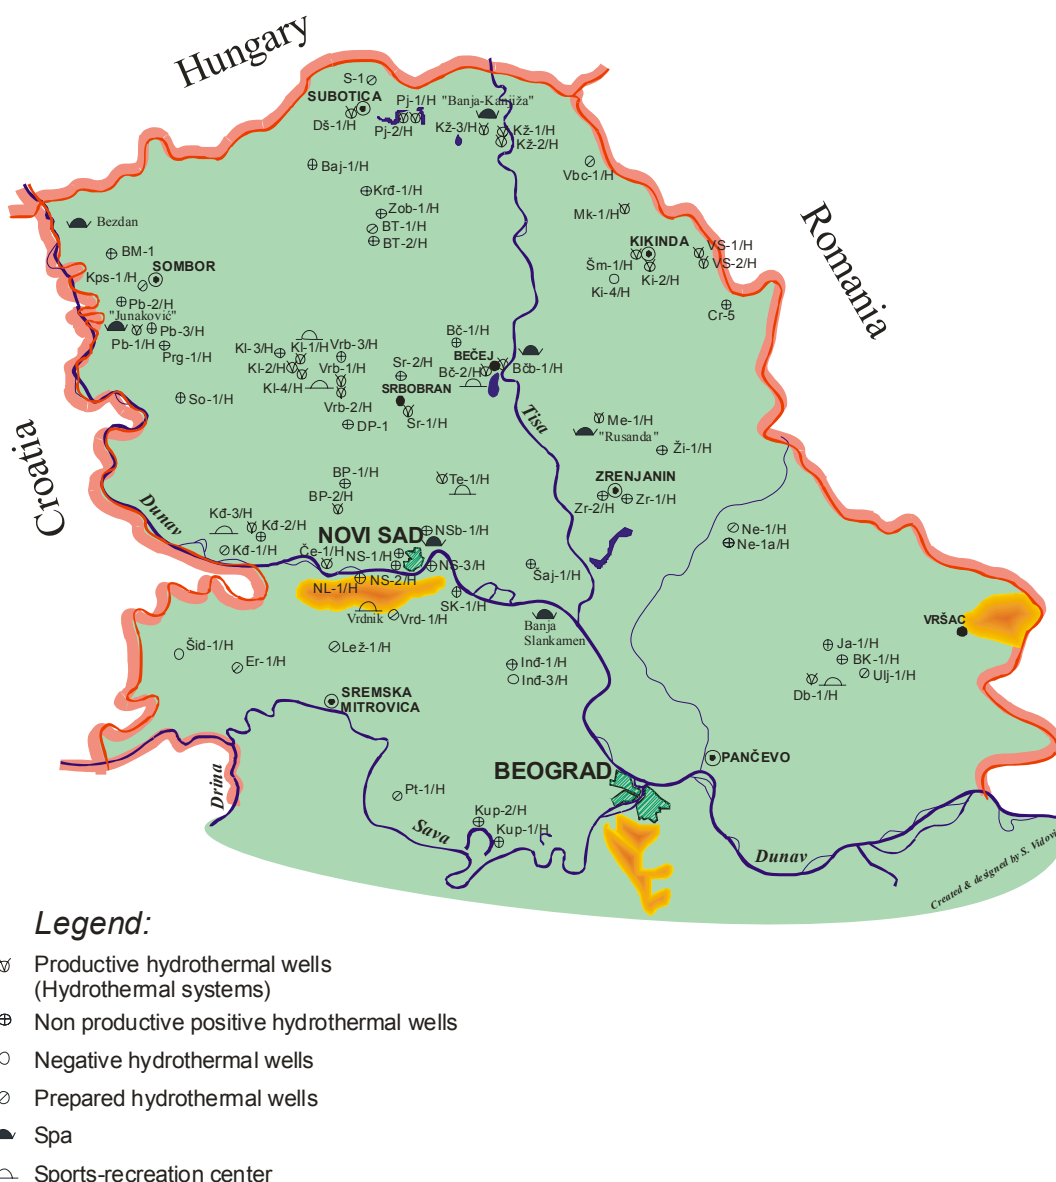 Hungary
S-1
SUBOTICA
Dš-1/H
Pj-1/H
Pj-2/H
"Banja-Kanjiža"
Kž-3/H
Kž-1/H
Kž-2/H
Baj-1/H
Vbc-1/H
Krđ-1/H
Zob-1/H
BT-1/H
BT-2/H
Mk-1/H
Romania
Bezdan
BM-1
SOMBOR
Kps-1/H
KIKINDA
VS-1/H
VS-2/H
Šm-1/H
Ki-2/H
Ki-4/H
Cr-5
Pb-2/H
"Junaković"
Pb-3/H
Pb-1/H
Prg-1/H
Kl-3/H
Kl-1/H
Vrb-3/H
Kl-2/H
Vrb-1/H
Kl-4/H
Vrb-2/H
Sr-2/H
SRBOBRAN
Sr-1/H
DP-1
Bč-1/H
BEČEJ
Bč-2/H
Bčb-1/H
So-1/H
Croatia
Tisa
Me-1/H
"Rusanda"
Ži-1/H
ZRENJANIN
Zr-2/H
Zr-1/H
BP-1/H
BP-2/H
Te-1/H
Dunav
Kđ-3/H
Kđ-2/H
Kđ-1/H
NOVI SAD
NSb-1/H
Če-1/H
NS-1/H
NS-3/H
NS-2/H
NL-1/H
Ne-1/H
Ne-1a/H
Šaj-1/H
SK-1/H
Vrdnik
Vrd-1/H
Banja
Slankamen
VRŠAC
Šid-1/H
Er-1/H
Lež-1/H
Inđ-1/H
Inđ-3/H
Ja-1/H
BK-1/H
Ulj-1/H
Db-1/H
SREMSKA
MITROVICA
PANČEVO
BEOGRAD
Drina
Pt-1/H
Sava
Kup-2/H
Kup-1/H
Dunav
Created & designed by S. Vidovi
Legend:
Productive hydrothermal wells
(Hydrothermal systems)
Non productive positive hydrothermal wells
Negative hydrothermal wells
Prepared hydrothermal wells
Spa
Sports-recreation center